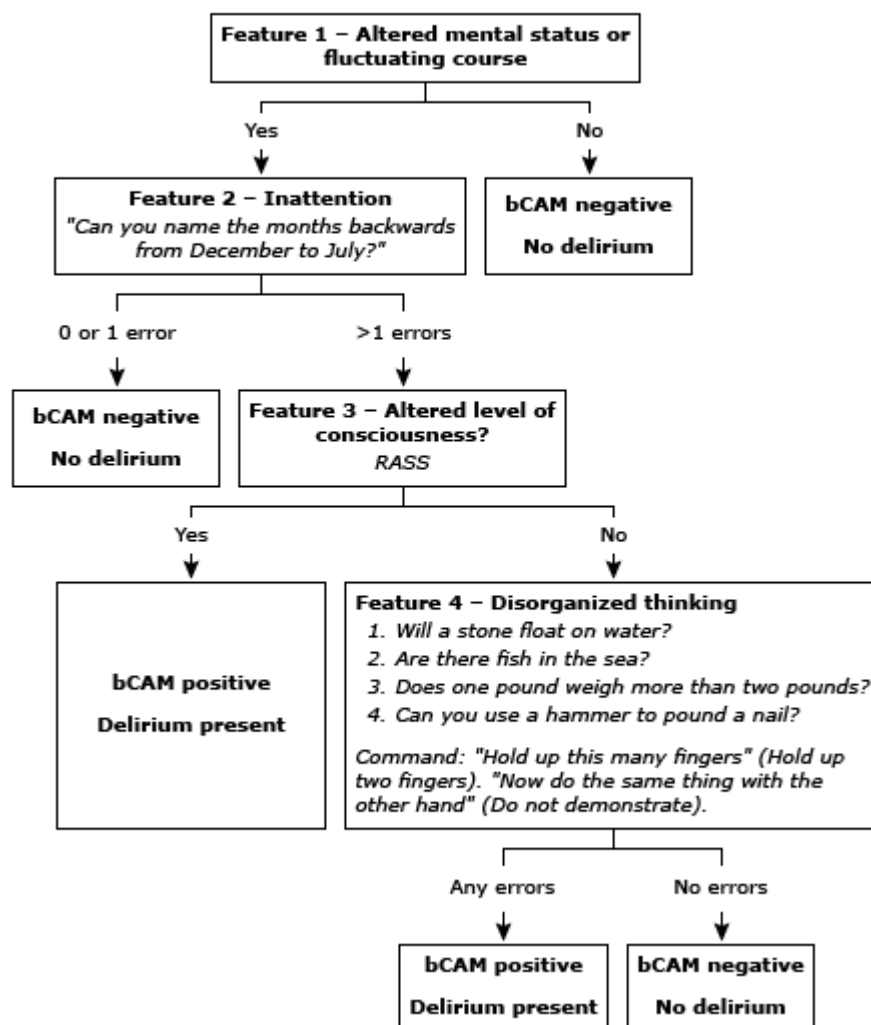 Feature 1 – Altered mental status or
fluctuating course
Yes
No
Feature 2 – Inattention
"Can you name the months backwards
from December to July?"
bCAM negative
No delirium
0 or 1 error
>1 errors
bCAM negative
No delirium
Feature 3 – Altered level of
consciousness?
RASS
Yes
No
bCAM positive
Delirium present
Feature 4 – Disorganized thinking
1. Will a stone float on water?
2. Are there fish in the sea?
3. Does one pound weigh more than two pounds?
4. Can you use a hammer to pound a nail?
Command: "Hold up this many fingers" (Hold up
two fingers). "Now do the same thing with the
other hand" (Do not demonstrate).
Any errors
No errors
bCAM positive
Delirium present
bCAM negative
No delirium